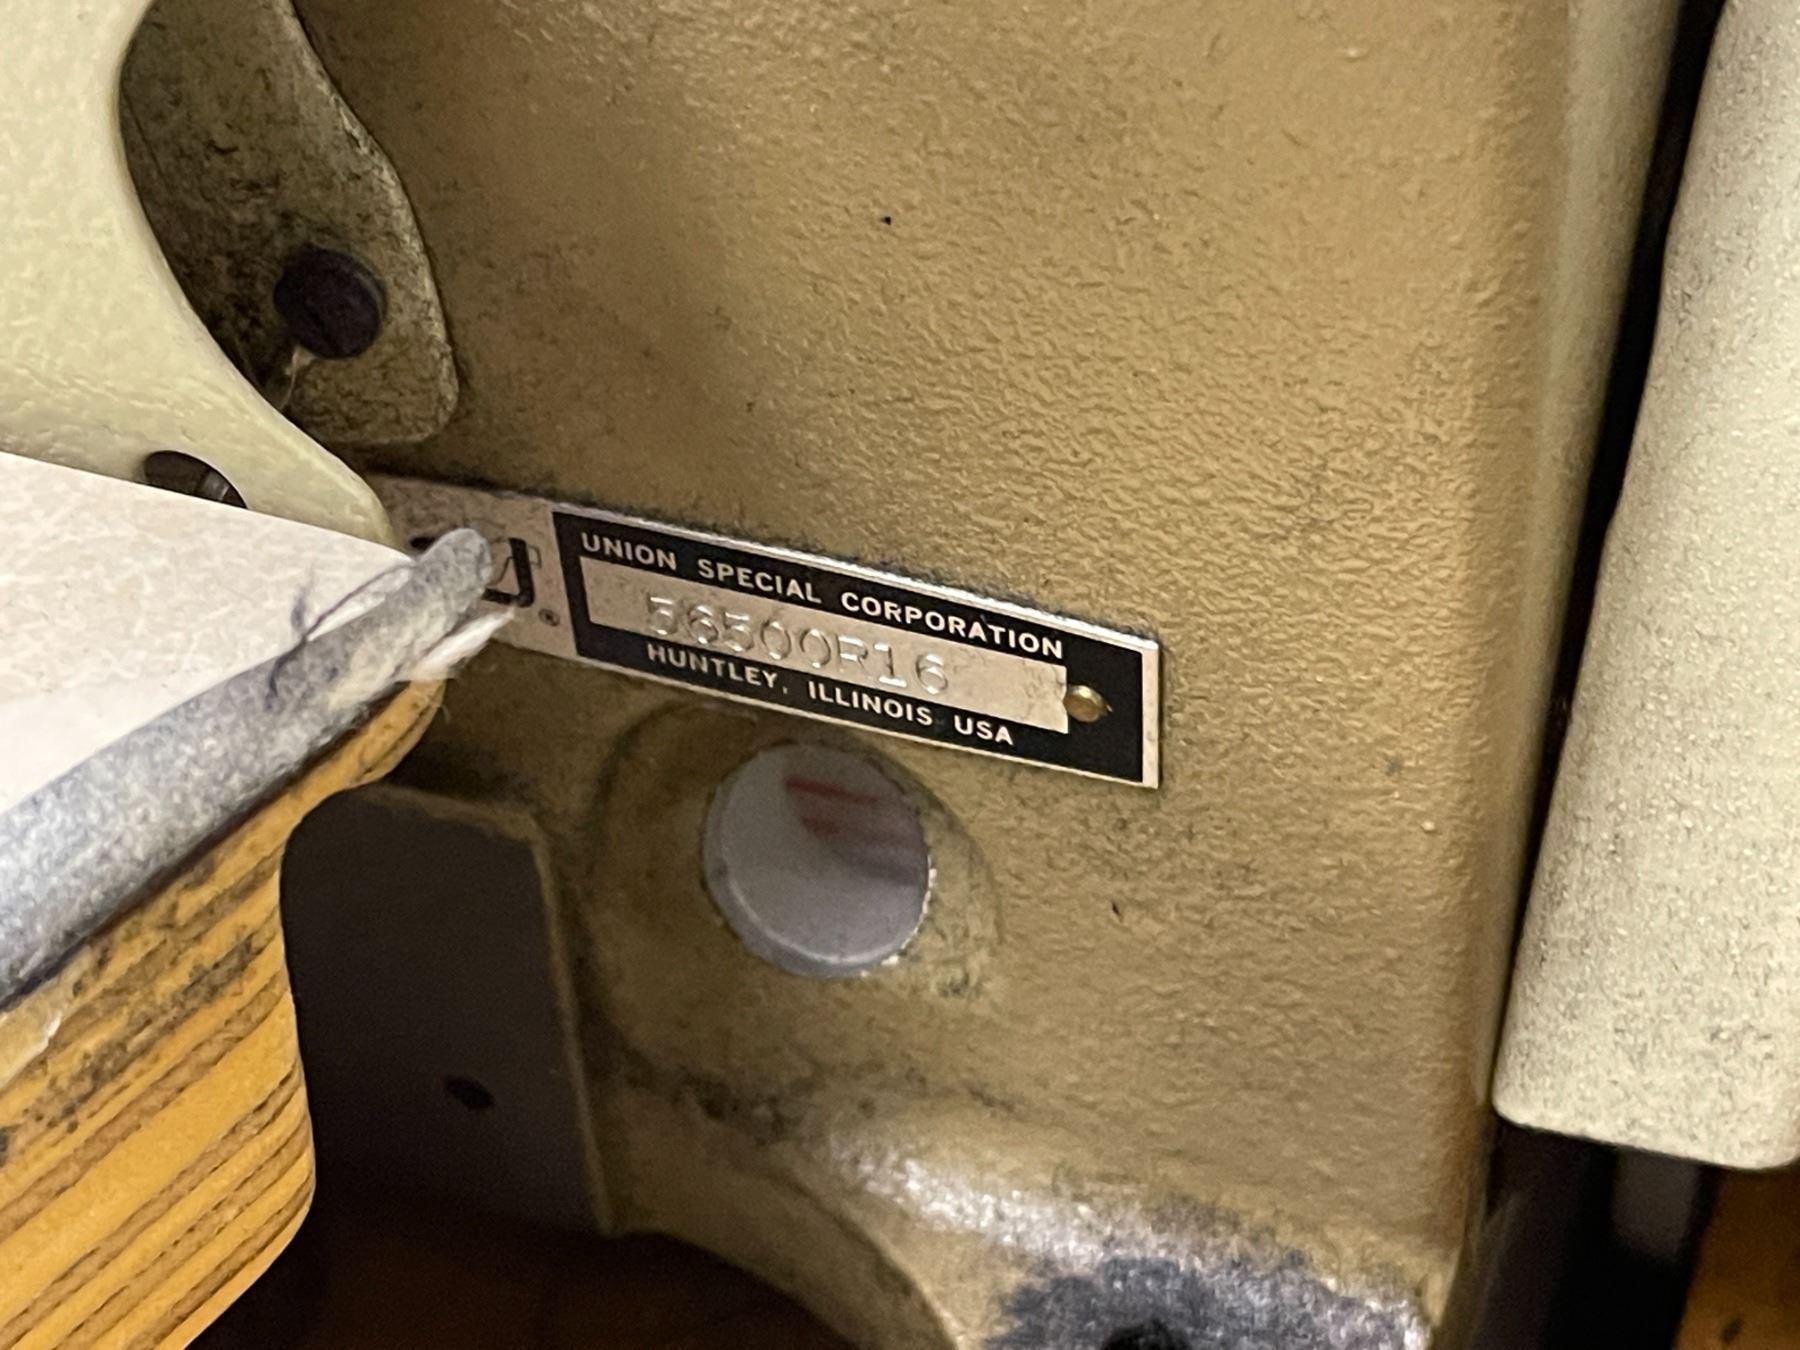 UNION SPECIAL CORPORATION
56500R16
HUNTLEY, ILLINOIS USA
®